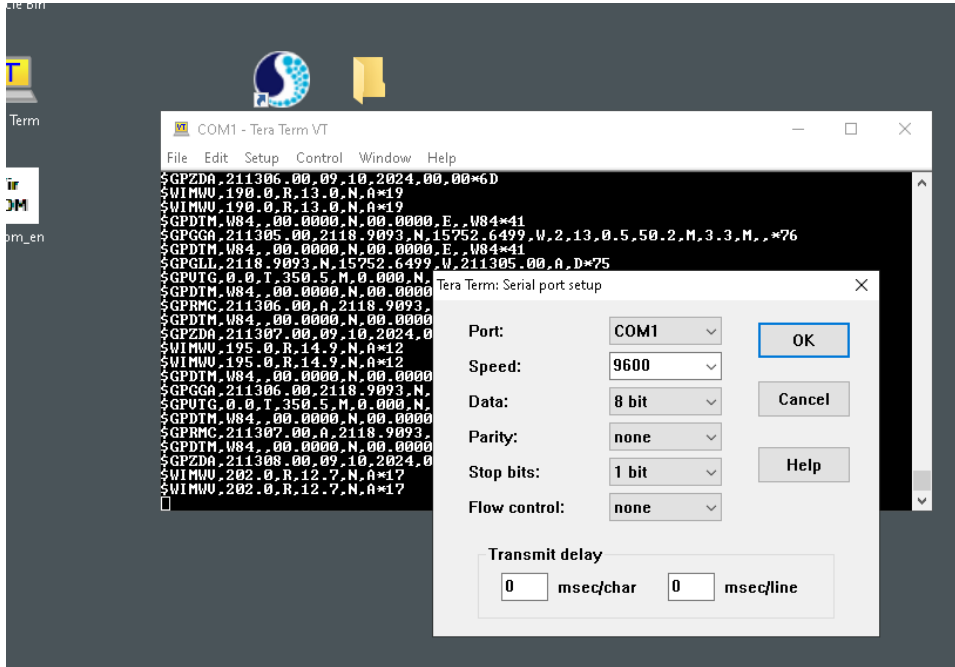 cle Bin
Term
om_en
COM1 - Tera Term VT
File Edit Setup Control Window Help
$GPZDA,211306.00,09,10,2024,00,00*6D
$WIMWV,190.0,R,13.0,N,A*19
$WIMWV,190.0,R,13.0,N,A*19
$GPDTM,W84,,00.0000,N,00.0000,E,,W84*41
$GPGGA,211305.00,2118.9093,N,15752.6499,W,2,13,0.5,50.2,M,3.3,M,,*76
$GPDTM,W84,,00.0000,N,00.0000,E,,W84*41
$GPGLL,2118.9093,N,15752.6499,W,211305.00,A,D*75
$GPVTG,0.0,T,350.5,M,0.000,N,
$GPDTM,W84,,00.0000,N,00.0000
$GPRMC,211306.00,A,2118.9093,
$GPDTM,W84,,00.0000,N,00.0000
$GPZDA,211307.00,09,10,2024,0
$WIMWV,195.0,R,14.9,N,A*12
$WIMWV,195.0,R,14.9,N,A*12
$GPDTM,W84,,00.0000,N,00.0000
$GPGGA,211306.00,2118.9093,N,
$GPVTG,0.0,T,350.5,M,0.000,N,
$GPDTM,W84,,00.0000,N,00.0000
$GPRMC,211307.00,A,2118.9093,
$GPDTM,W84,,00.0000,N,00.0000
$GPZDA,211308.00,09,10,2024,0
$WIMWV,202.0,R,12.7,N,A*17
$WIMWV,202.0,R,12.7,N,A*17
Tera Term: Serial port setup
Port: COM1
Speed: 9600
Data: 8 bit
Parity: none
Stop bits: 1 bit
Flow control: none
OK
Cancel
Help
Transmit delay
0 msec/char 0 msec/line